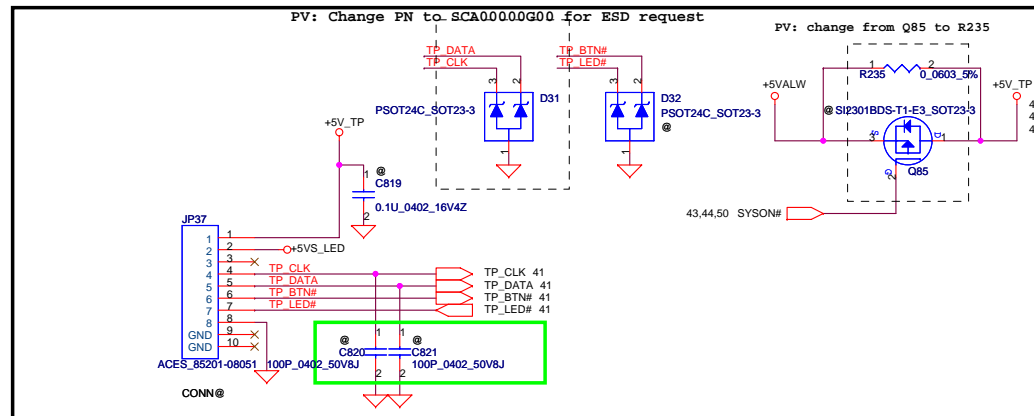 PV: Change PN to SCA00000G00 for ESD request
PV: change from Q85 to R235
TP_DATA
TP_CLK
3
2
D31
PSOT24C_SOT23-3
1
TP_BTN#
TP_LED#
3
2
D32
PSOT24C_SOT23-3
@
1
1
2
R235
0_0603_5%
+5VALW
+5V_TP
4
4
4
@ SI2301BDS-T1-E3_SOT23-3
S
D
3
1
G
2
Q85
43,44,50 SYSON#
+5V_TP
@
1
C819
2
0.1U_0402_16V4Z
JP37
1 1
2 2 +5VS_LED
3 3
4 4 TP_CLK TP_CLK 41
5 5 TP_DATA TP_DATA 41
6 6 TP_BTN# TP_BTN# 41
7 7 TP_LED# TP_LED# 41
8 8
GND 9
GND 10
ACES_85201-08051
CONN@
@ 1 1 @
C820 C821
100P_0402_50V8J 100P_0402_50V8J
2 2